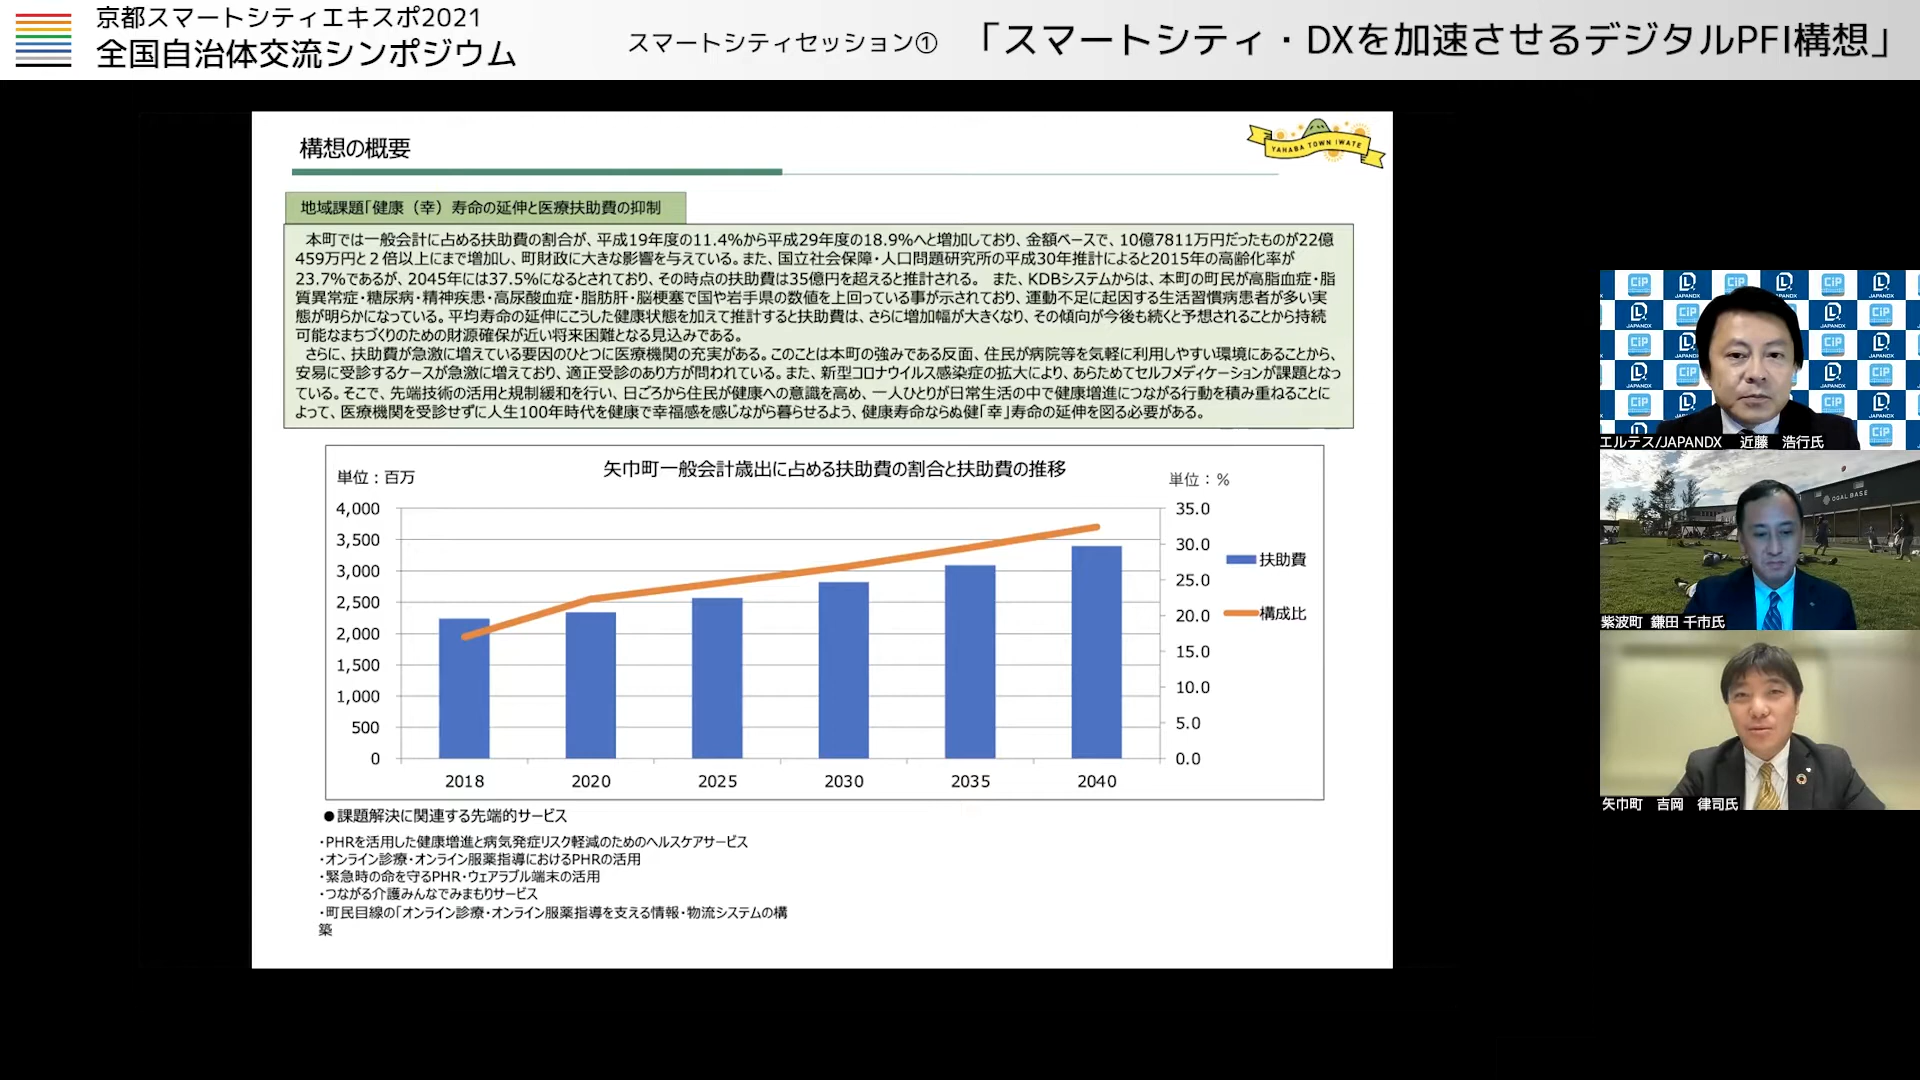 京都スマートシティエキスポ2021
全国自治体交流シンポジウム
スマートシティセッション①
「スマートシティ・DXを加速させるデジタルPFI構想」
構想の概要
YAHABA TOWN IWATE
地域課題「健康（幸）寿命の延伸と医療扶助費の抑制
本町では一般会計に占める扶助費の割合が、平成19年度の11.4%から平成29年度の18.9%へと増加しており、金額ベースで、10億7811万円だったものが22億
459万円と２倍以上にまで増加し、町財政に大きな影響を与えている。また、国立社会保障・人口問題研究所の平成30年推計によると2015年の高齢化率が
23.7%であるが、2045年には37.5%になるとされており、その時点の扶助費は35億円を超えると推計される。 また、KDBシステムからは、本町の町民が高脂血症・脂
質異常症・糖尿病・精神疾患・高尿酸血症・脂肪肝・脳梗塞で国や岩手県の数値を上回っている事が示されており、運動不足に起因する生活習慣病患者が多い実
態が明らかになっている。平均寿命の延伸にこうした健康状態を加えて推計すると扶助費は、さらに増加幅が大きくなり、その傾向が今後も続くと予想されることから持続
可能なまちづくりのための財源確保が近い将来困難となる見込みである。
さらに、扶助費が急激に増えている要因のひとつに医療機関の充実がある。このことは本町の強みである反面、住民が病院等を気軽に利用しやすい環境にあることから、
安易に受診するケースが急激に増えており、適正受診のあり方が問われている。また、新型コロナウイルス感染症の拡大により、あらためてセルフメディケーションが課題となっ
ている。そこで、先端技術の活用と規制緩和を行い、日ごろから住民が健康への意識を高め、一人ひとりが日常生活の中で健康増進につながる行動を積み重ねることに
よって、医療機関を受診せずに人生100年時代を健康で幸福感を感じながら暮らせるよう、健康寿命ならぬ健「幸」寿命の延伸を図る必要がある。
矢巾町一般会計歳出に占める扶助費の割合と扶助費の推移
単位：百万
単位：％
4,000
3,500
3,000
2,500
2,000
1,500
1,000
500
0
35.0
30.0
25.0
20.0
15.0
10.0
5.0
0.0
扶助費
構成比
2018 2020 2025 2030 2035 2040
●課題解決に関連する先端的サービス
・PHRを活用した健康増進と病気発症リスク軽減のためのヘルスケアサービス
・オンライン診療・オンライン服薬指導におけるPHRの活用
・緊急時の命を守るPHR・ウェアラブル端末の活用
・つながる介護みんなでみまもりサービス
・町民目線の「オンライン診療・オンライン服薬指導を支える情報・物流システムの構
築
CiP
JAPANDX
エルテス/JAPANDX 近藤 浩行氏
OGAL BASE
紫波町 鎌田 千市氏
矢巾町 吉岡 律司氏